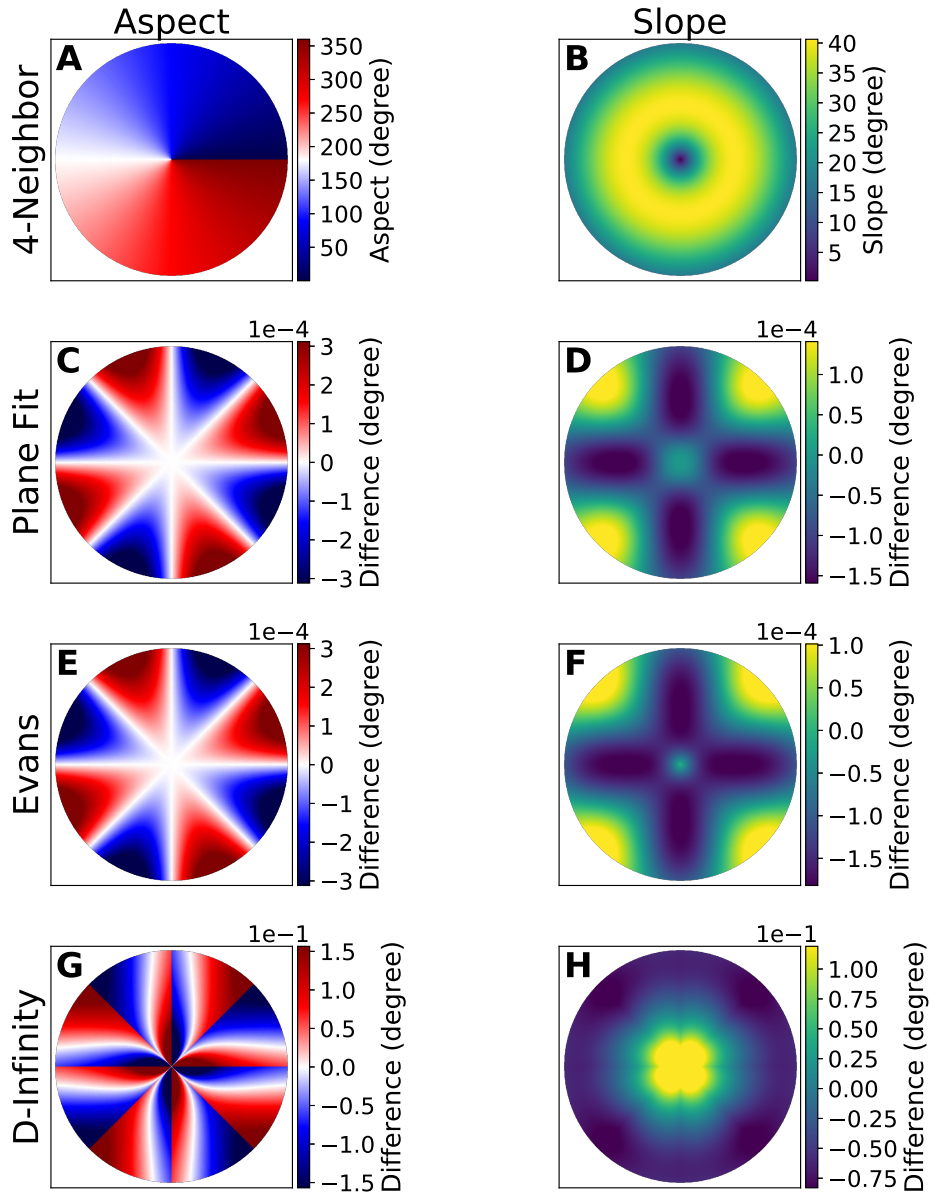 Aspect
Slope
4-Neighbor
A
350
300
250
200
150
100
50
Aspect (degree)
B
40
35
30
25
20
15
10
5
Slope (degree)
Plane Fit
C
1e−4
3
2
1
0
−1
−2
−3
Difference (degree)
D
1e−4
1.0
0.5
0.0
−0.5
−1.0
−1.5
Difference (degree)
Evans
E
1e−4
3
2
1
0
−1
−2
−3
Difference (degree)
F
1e−4
1.0
0.5
0.0
−0.5
−1.0
−1.5
Difference (degree)
D-Infinity
G
1e−1
1.5
1.0
0.5
0.0
−0.5
−1.0
−1.5
Difference (degree)
H
1e−1
1.00
0.75
0.50
0.25
0.00
−0.25
−0.50
−0.75
Difference (degree)